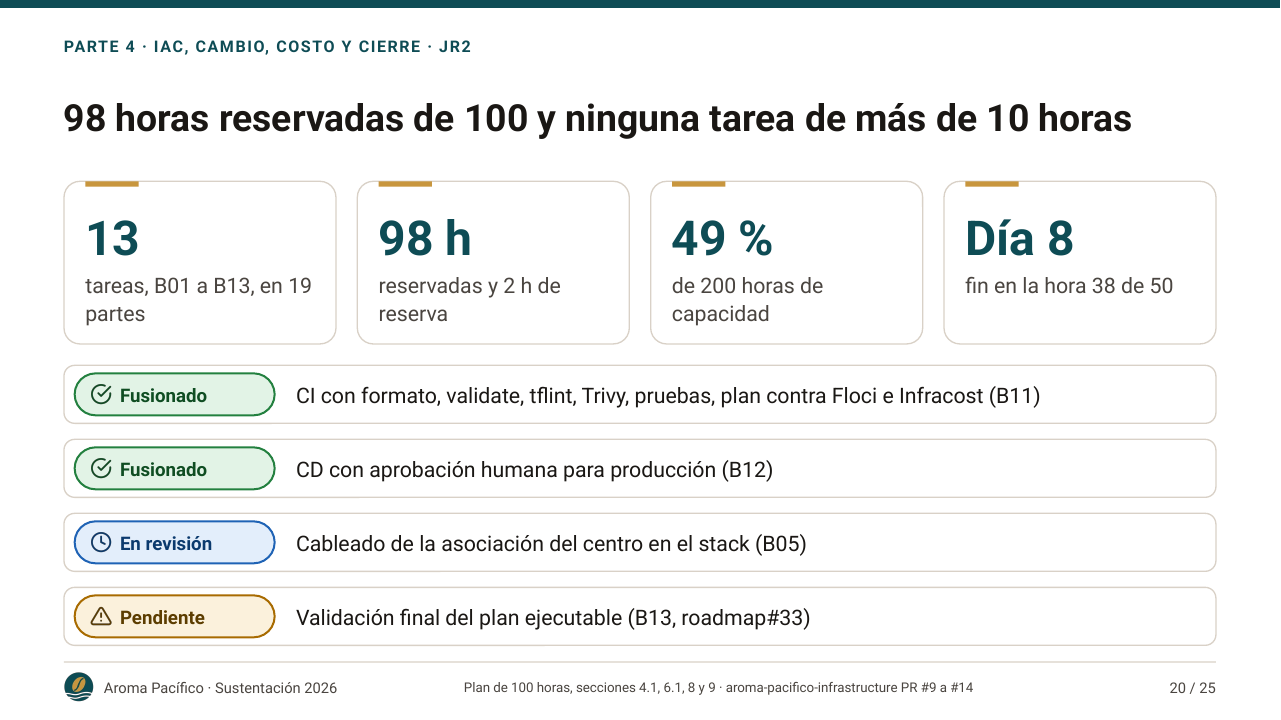 PARTE 4 · IAC, CAMBIO, COSTO Y CIERRE · JR2
98 horas reservadas de 100 y ninguna tarea de más de 10 horas
13
tareas, B01 a B13, en 19
partes
98 h
reservadas y 2 h de
reserva
49 %
de 200 horas de
capacidad
Día 8
fin en la hora 38 de 50
Fusionado
CI con formato, validate, tflint, Trivy, pruebas, plan contra Floci e Infracost (B11)
Fusionado
CD con aprobación humana para producción (B12)
En revisión
Cableado de la asociación del centro en el stack (B05)
Pendiente
Validación final del plan ejecutable (B13, roadmap#33)
Aroma Pacífico · Sustentación 2026
Plan de 100 horas, secciones 4.1, 6.1, 8 y 9 · aroma-pacifico-infrastructure PR #9 a #14
20 / 25